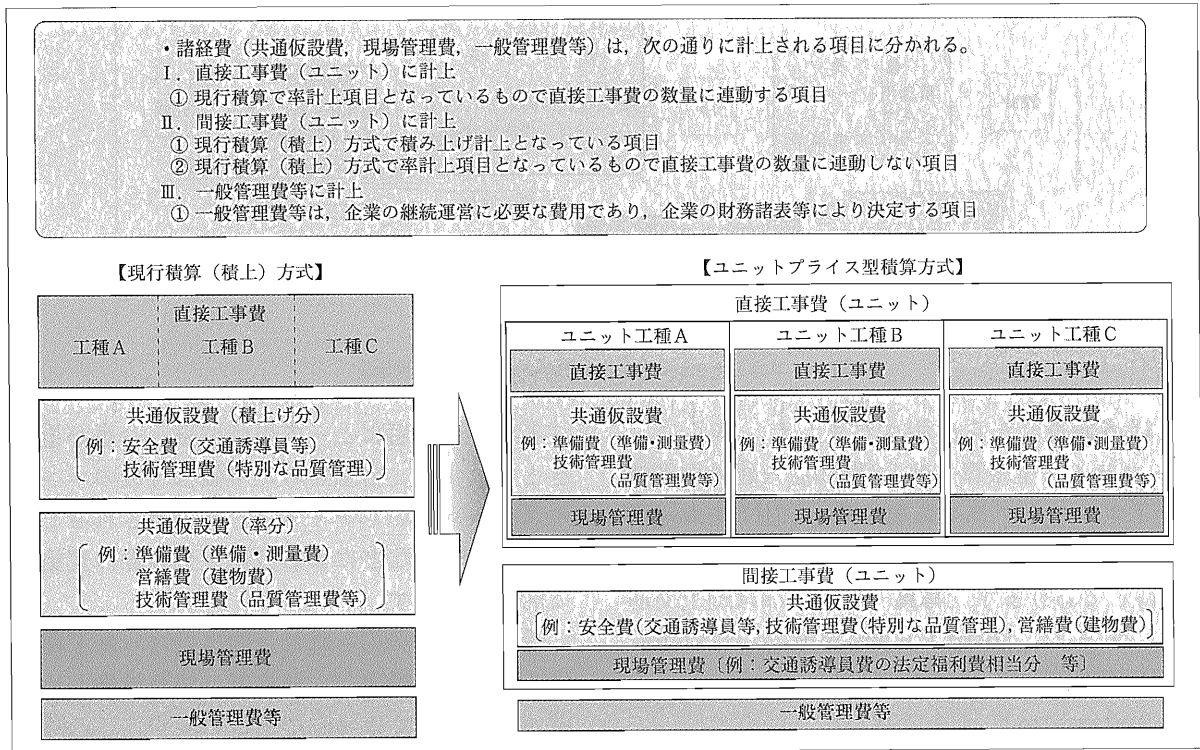 ・諸経費（共通仮設費，現場管理費，一般管理費等）は，次の通りに計上される項目に分かれる。
Ⅰ．直接工事費（ユニット）に計上
① 現行積算で率計上項目となっているもので直接工事費の数量に連動する項目
Ⅱ．間接工事費（ユニット）に計上
① 現行積算（積上）方式で積み上げ計上となっている項目
② 現行積算（積上）方式で率計上項目となっているもので直接工事費の数量に連動しない項目
Ⅲ．一般管理費等に計上
① 一般管理費等は，企業の継続運営に必要な費用であり，企業の財務諸表等により決定する項目
【現行積算（積上）方式】
直接工事費
工種A 工種B 工種C
共通仮設費（積上げ分）
例：安全費（交通誘導員等）
技術管理費（特別な品質管理）
共通仮設費（率分）
例：準備費（準備・測量費）
営繕費（建物費）
技術管理費（品質管理費等）
現場管理費
一般管理費等
【ユニットプライス型積算方式】
直接工事費（ユニット）
ユニット工種A
直接工事費
共通仮設費
例：準備費（準備・測量費）
技術管理費
（品質管理費等）
現場管理費
ユニット工種B
直接工事費
共通仮設費
例：準備費（準備・測量費）
技術管理費
（品質管理費等）
現場管理費
ユニット工種C
直接工事費
共通仮設費
例：準備費（準備・測量費）
技術管理費
（品質管理費等）
現場管理費
間接工事費（ユニット）
共通仮設費
〔例：安全費（交通誘導員等，技術管理費（特別な品質管理），営繕費（建物費）〕
現場管理費〔例：交通誘導員費の法定福利費相当分　等〕
一般管理費等